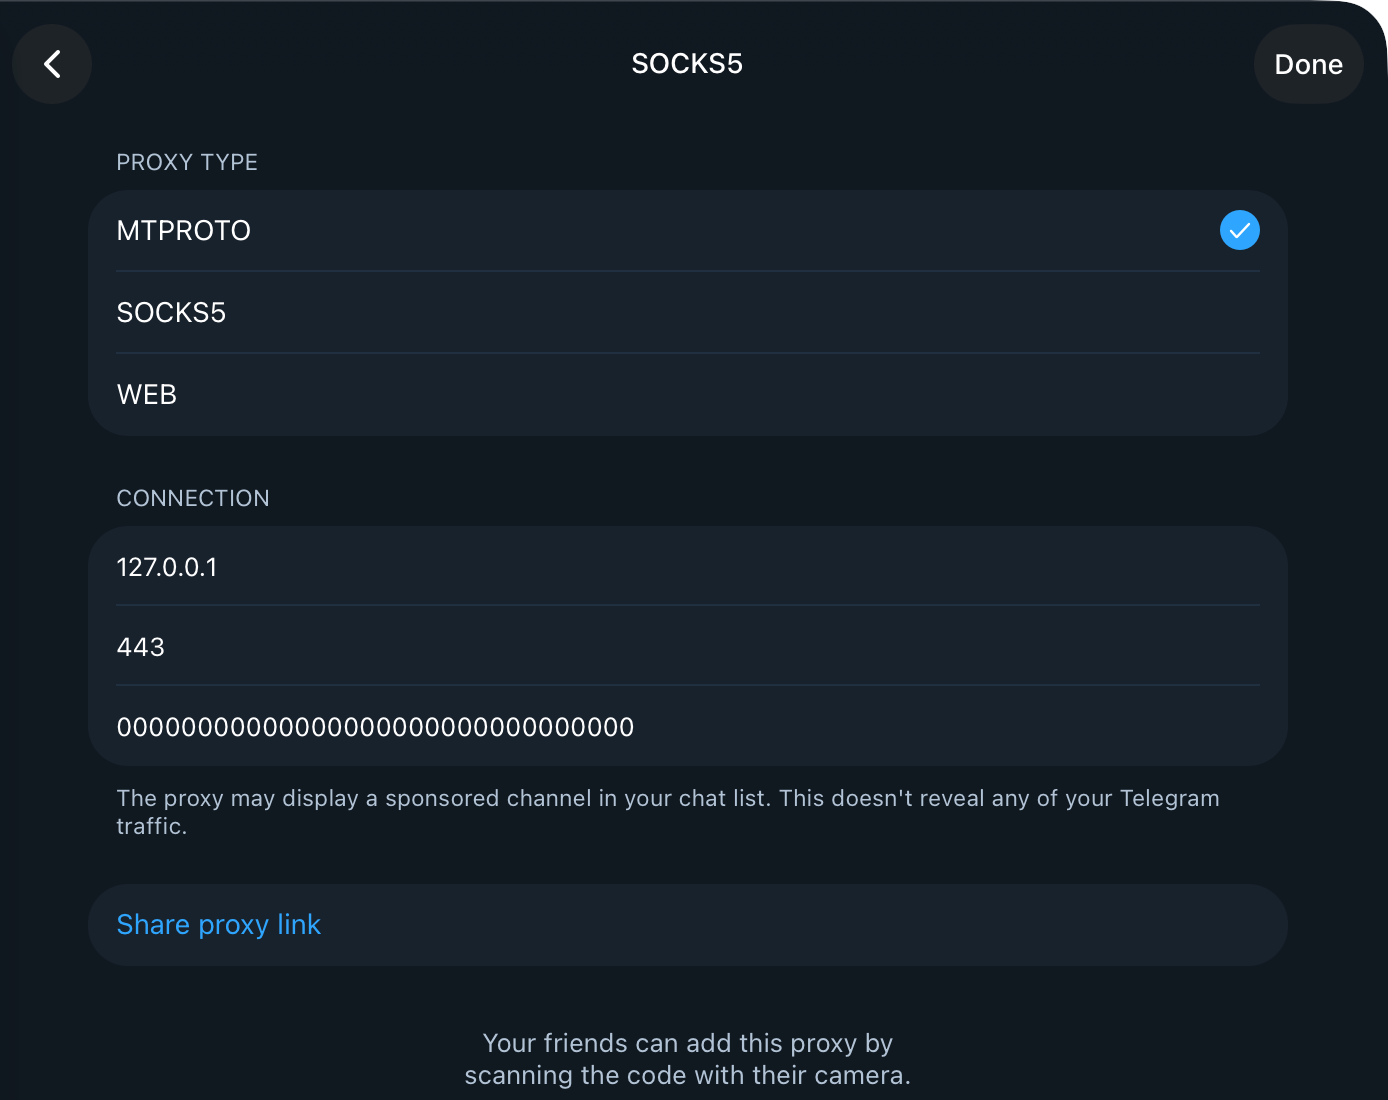 SOCKS5
Done
PROXY TYPE
MTPROTO
SOCKS5
WEB
CONNECTION
127.0.0.1
443
00000000000000000000000000000000
The proxy may display a sponsored channel in your chat list. This doesn't reveal any of your Telegram
traffic.
Share proxy link
Your friends can add this proxy by
scanning the code with their camera.